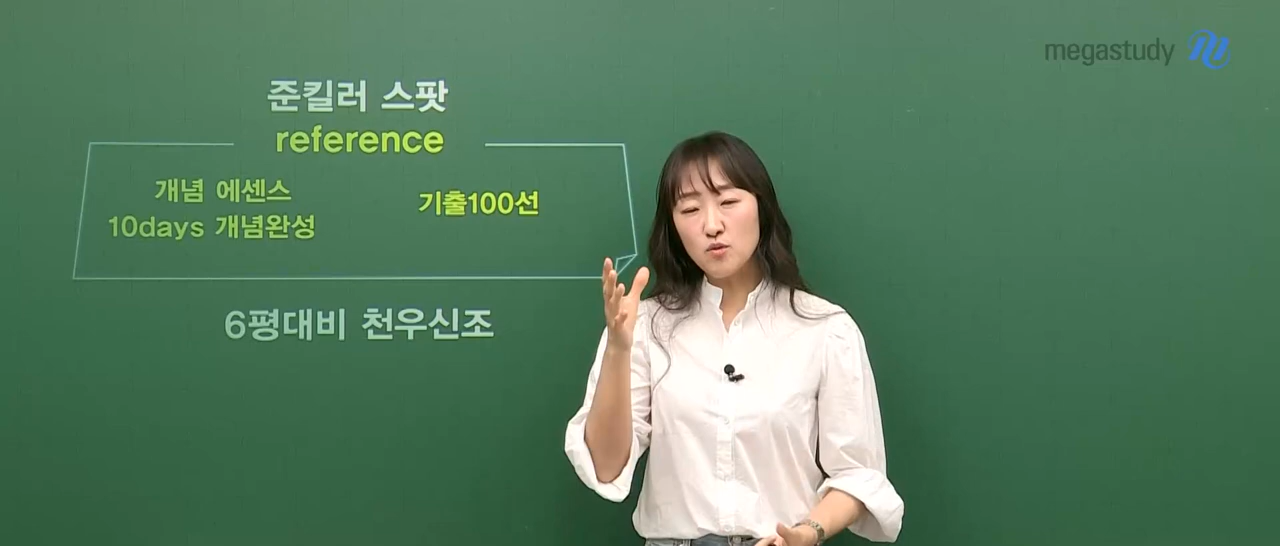 megastudy
준킬러 스팟
reference
개념 에센스
10days 개념완성
기출100선
6평대비 천우신조